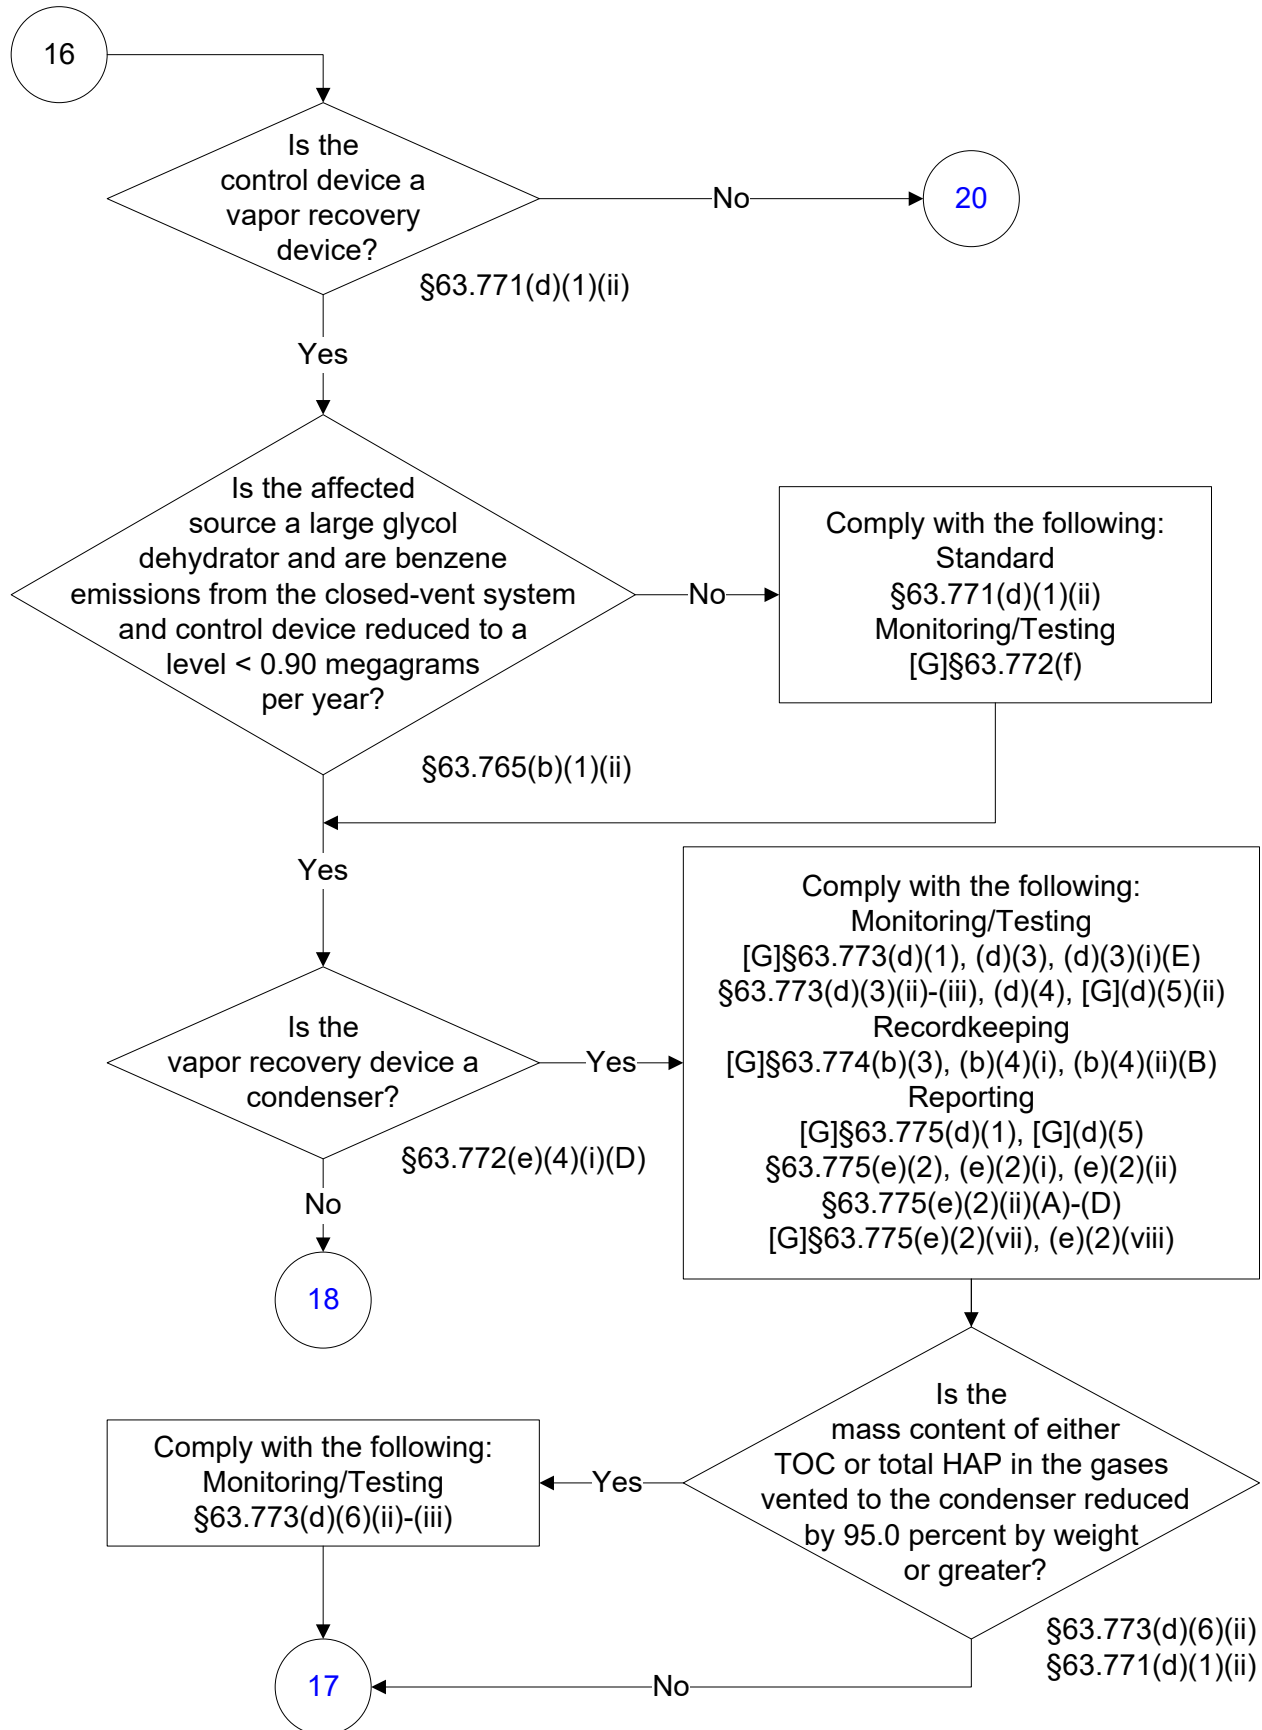 16
Is the
control device a
vapor recovery
device?
No
20
§63.771(d)(1)(ii)
Yes
Is the affected
source a large glycol
dehydrator and are benzene
emissions from the closed-vent system
and control device reduced to a
level < 0.90 megagrams
per year?
No
Comply with the following:
Standard
§63.771(d)(1)(ii)
Monitoring/Testing
[G]§63.772(f)
§63.765(b)(1)(ii)
Yes
Is the
vapor recovery device a
condenser?
Yes
§63.772(e)(4)(i)(D)
No
18
Comply with the following:
Monitoring/Testing
[G]§63.773(d)(1), (d)(3), (d)(3)(i)(E)
§63.773(d)(3)(ii)-(iii), (d)(4), [G](d)(5)(ii)
Recordkeeping
[G]§63.774(b)(3), (b)(4)(i), (b)(4)(ii)(B)
Reporting
[G]§63.775(d)(1), [G](d)(5)
§63.775(e)(2), (e)(2)(i), (e)(2)(ii)
§63.775(e)(2)(ii)(A)-(D)
[G]§63.775(e)(2)(vii), (e)(2)(viii)
Is the
mass content of either
TOC or total HAP in the gases
vented to the condenser reduced
by 95.0 percent by weight
or greater?
Yes
Comply with the following:
Monitoring/Testing
§63.773(d)(6)(ii)-(iii)
§63.773(d)(6)(ii)
§63.771(d)(1)(ii)
No
17